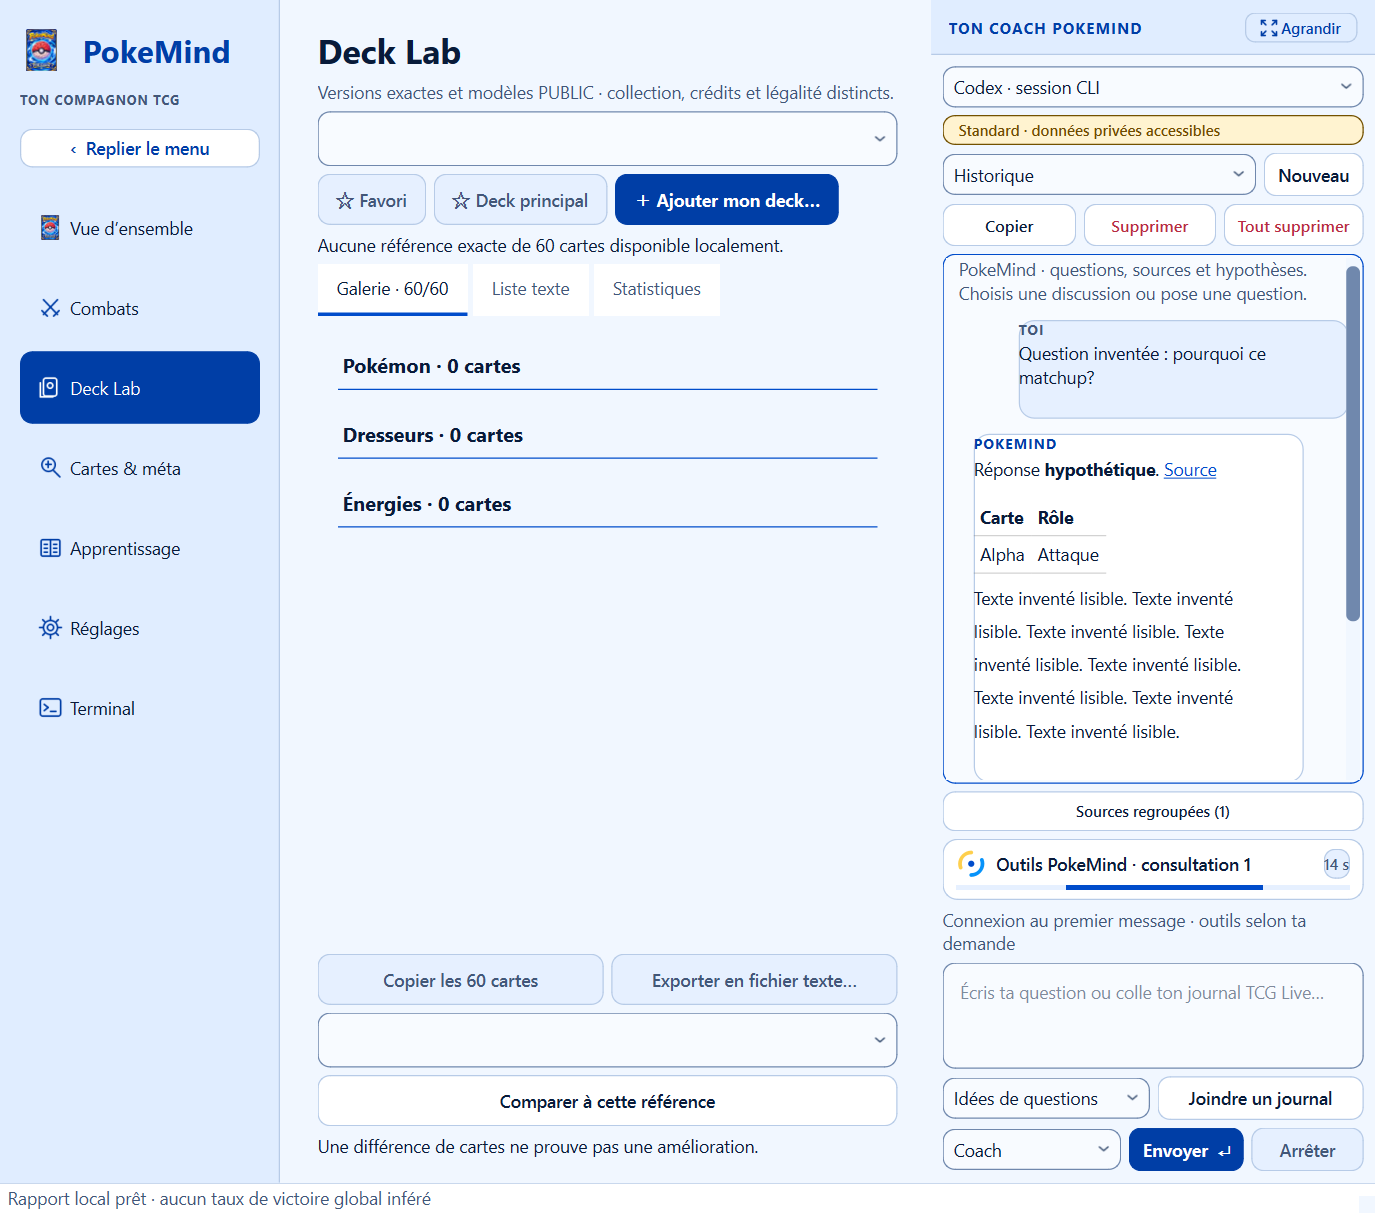 PokeMind
TON COMPAGNON TCG
‹ Replier le menu
Vue d'ensemble
Combats
Deck Lab
Cartes & méta
Apprentissage
Réglages
Terminal
Deck Lab
Versions exactes et modèles PUBLIC · collection, crédits et légalité distincts.
☆ Favori
☆ Deck principal
+ Ajouter mon deck...
Aucune référence exacte de 60 cartes disponible localement.
Galerie · 60/60
Liste texte
Statistiques
Pokémon · 0 cartes
Dresseurs · 0 cartes
Énergies · 0 cartes
Copier les 60 cartes
Exporter en fichier texte...
Comparer à cette référence
Une différence de cartes ne prouve pas une amélioration.
TON COACH POKEMIND
Agrandir
Codex · session CLI
Standard · données privées accessibles
Historique
Nouveau
Copier
Supprimer
Tout supprimer
PokeMind · questions, sources et hypothèses.
Choisis une discussion ou pose une question.
TOI
Question inventée : pourquoi ce
matchup?
POKEMIND
Réponse hypothétique. Source
Carte Rôle
Alpha Attaque
Texte inventé lisible. Texte inventé
lisible. Texte inventé lisible. Texte
inventé lisible. Texte inventé lisible.
Texte inventé lisible. Texte inventé
lisible. Texte inventé lisible.
Sources regroupées (1)
Outils PokeMind · consultation 1
14 s
Connexion au premier message · outils selon ta
demande
Écris ta question ou colle ton journal TCG Live...
Idées de questions
Joindre un journal
Coach
Envoyer ↵
Arrêter
Rapport local prêt · aucun taux de victoire global inféré